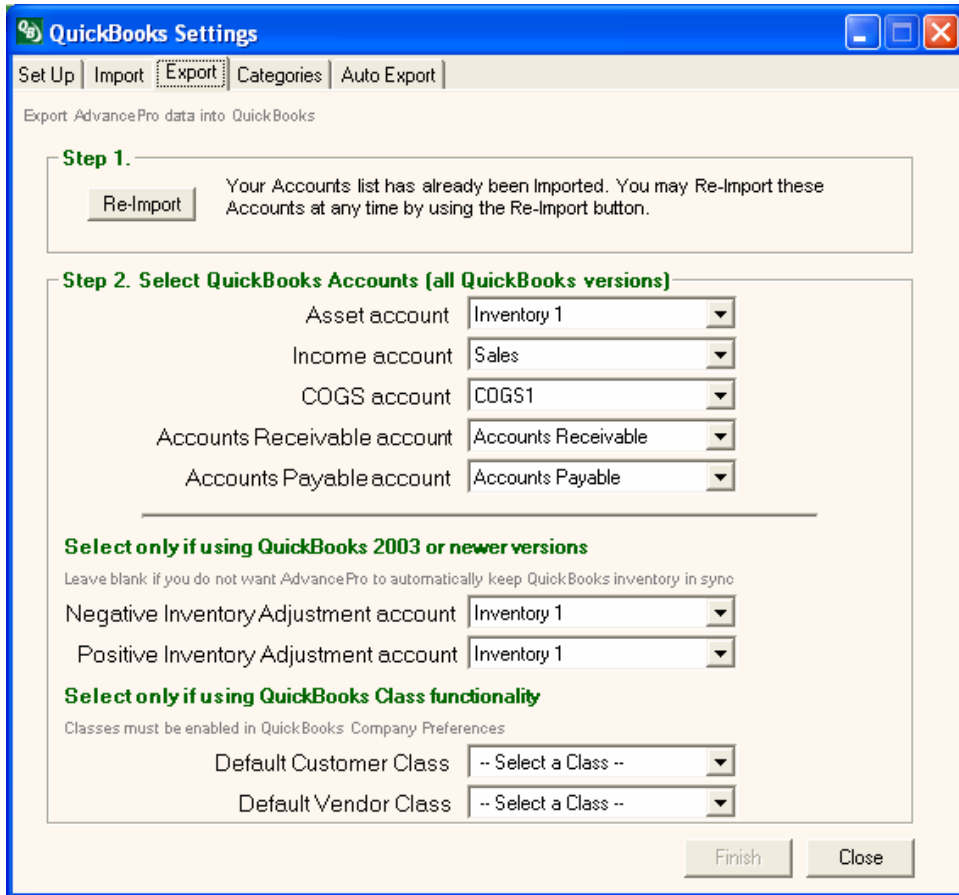 QB) QuickBooks Settings
Set Up Import Export Categories Auto Export
Export AdvancePro data into QuickBooks
Step 1.
Re-Import
Your Accounts list has already been Imported. You may Re-Import these
Accounts at any time by using the Re-Import button.
Step 2. Select QuickBooks Accounts (all QuickBooks versions)
Asset account Inventory 1
Income account Sales
COGS account COGS1
Accounts Receivable account Accounts Receivable
Accounts Payable account Accounts Payable
Select only if using QuickBooks 2003 or newer versions
Leave blank if you do not want AdvancePro to automatically keep QuickBooks inventory in sync
Negative Inventory Adjustment account Inventory 1
Positive Inventory Adjustment account Inventory 1
Select only if using QuickBooks Class functionality
Classes must be enabled in QuickBooks Company Preferences
Default Customer Class -- Select a Class --
Default Vendor Class -- Select a Class --
Finish Close